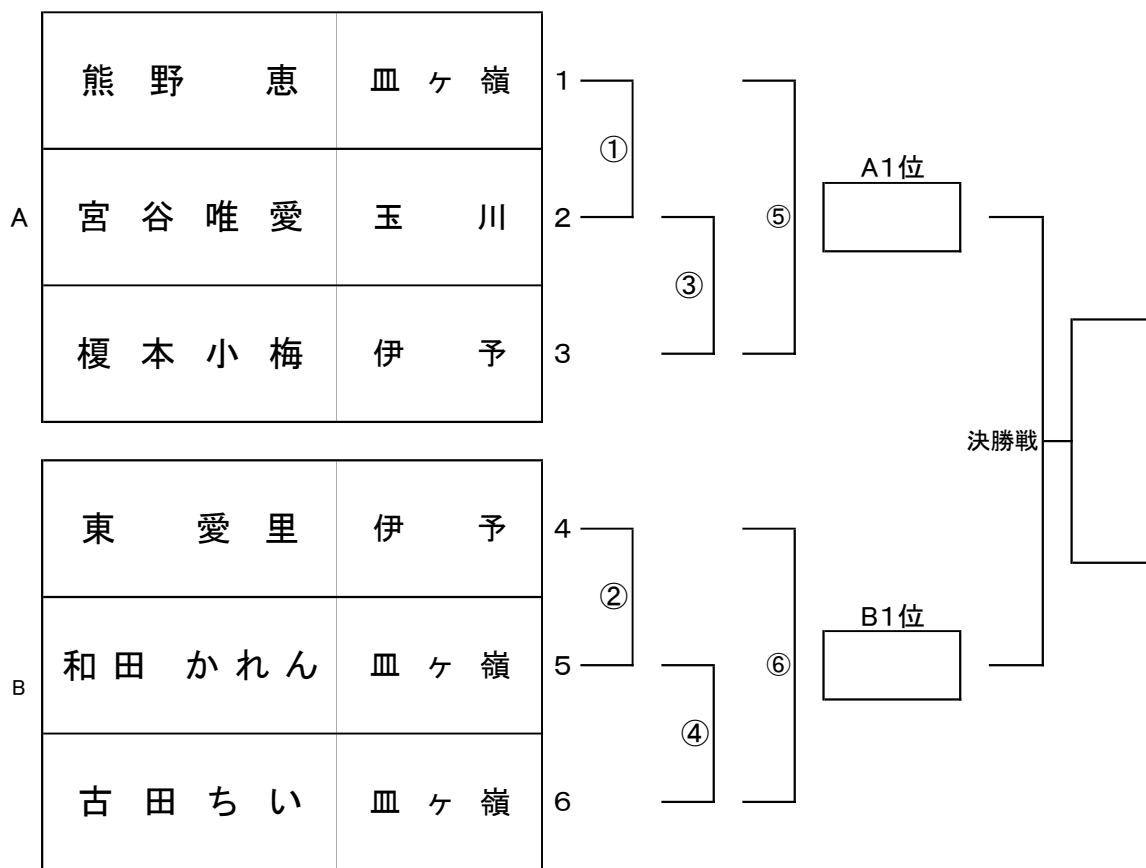 熊野 恵 皿ヶ嶺 1
①
A1位
A 宮谷唯愛 玉川 2 ⑤
③
榎本小梅 伊予 3
決勝戦
東 愛里 伊予 4
②
B1位
B 和田 かれん 皿ヶ嶺 5 ⑥
④
古田ちい 皿ヶ嶺 6